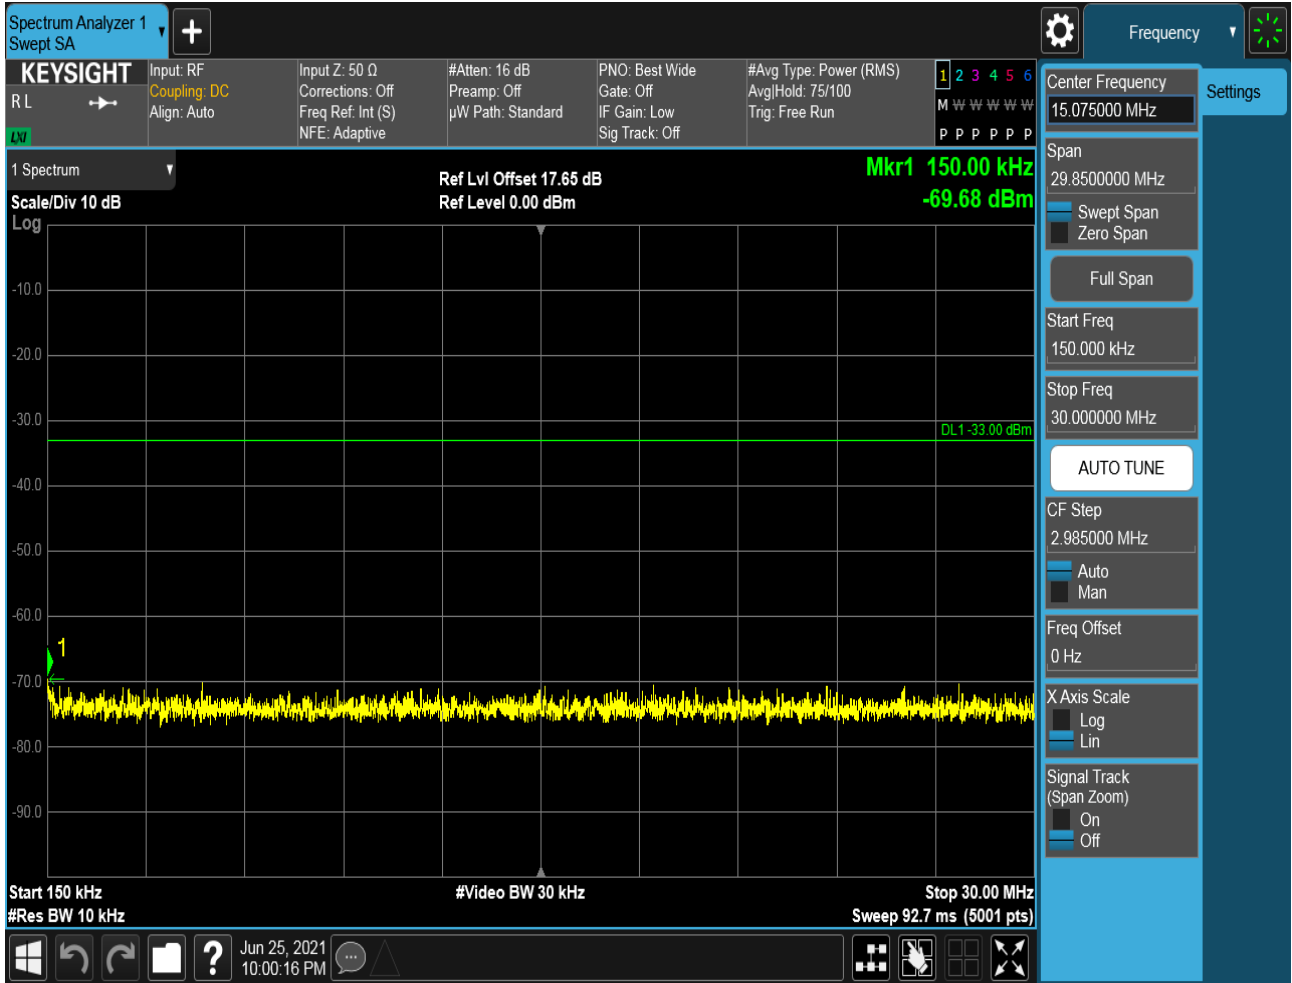 Spectrum Analyzer 1
Swept SA
Frequency
KEYSIGHT
R L
LXI
Input: RF
Coupling: DC
Align: Auto
Input Z: 50 Ω
Corrections: Off
Freq Ref: Int (S)
NFE: Adaptive
#Atten: 16 dB
Preamp: Off
µW Path: Standard
PNO: Best Wide
Gate: Off
IF Gain: Low
Sig Track: Off
#Avg Type: Power (RMS)
Avg|Hold: 75/100
Trig: Free Run
1 2 3 4 5 6
M W W W W W
P P P P P P
1 Spectrum
Scale/Div 10 dB
Log
Ref Lvl Offset 17.65 dB
Ref Level 0.00 dBm
Mkr1 150.00 kHz
-69.68 dBm
-10.0
-20.0
-30.0
DL1 -33.00 dBm
-40.0
-50.0
-60.0
1
-70.0
-80.0
-90.0
Start 150 kHz
#Res BW 10 kHz
#Video BW 30 kHz
Stop 30.00 MHz
Sweep 92.7 ms (5001 pts)
Center Frequency
15.075000 MHz
Settings
Span
29.8500000 MHz
Swept Span
Zero Span
Full Span
Start Freq
150.000 kHz
Stop Freq
30.000000 MHz
AUTO TUNE
CF Step
2.985000 MHz
Auto
Man
Freq Offset
0 Hz
X Axis Scale
Log
Lin
Signal Track
(Span Zoom)
On
Off
?
Jun 25, 2021
10:00:16 PM